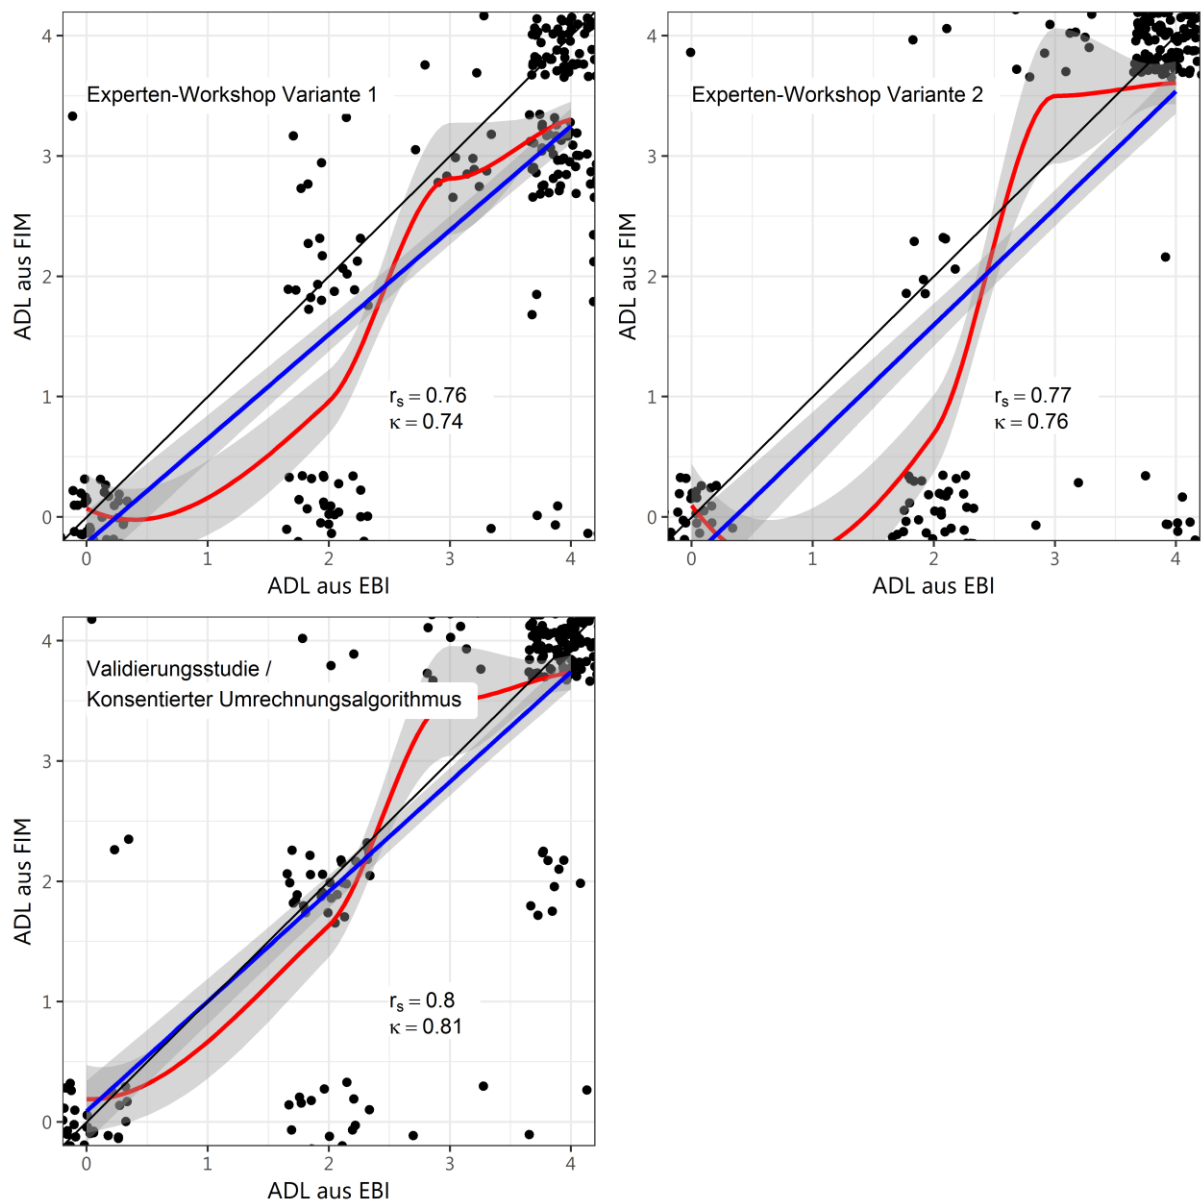 4
3
2
1
0
ADL aus FIM
Experten-Workshop Variante 1
rs = 0.76
κ = 0.74
0 1 2 3 4
ADL aus EBI
4
3
2
1
0
ADL aus FIM
Experten-Workshop Variante 2
rs = 0.77
κ = 0.76
0 1 2 3 4
ADL aus EBI
4
3
2
1
0
ADL aus FIM
Validierungsstudie /
Konsentierter Umrechnungsalgorithmus
rs = 0.8
κ = 0.81
0 1 2 3 4
ADL aus EBI